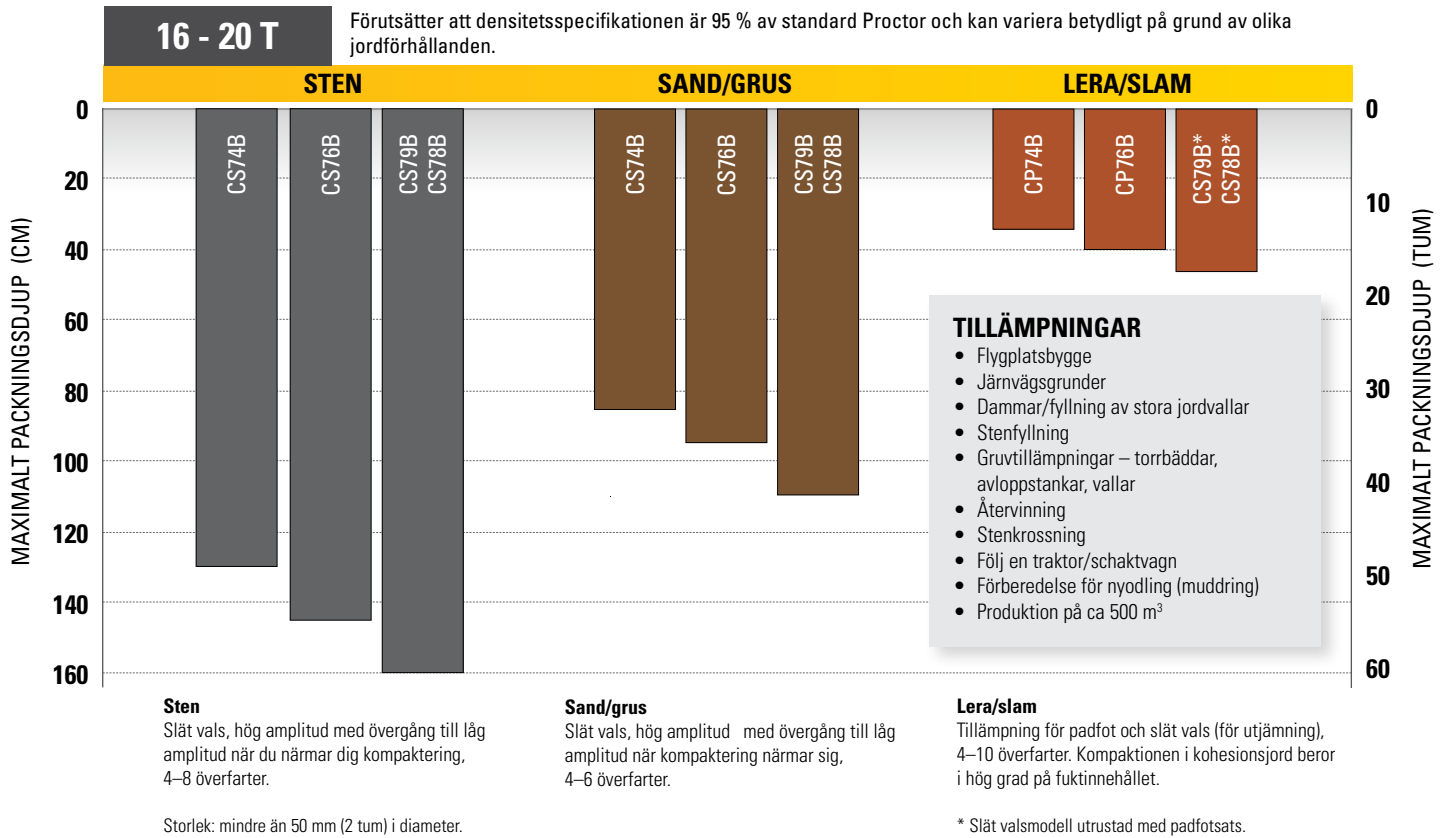 16 - 20 T
Förutsätter att densitetsspecifikationen är 95 % av standard Proctor och kan variera betydligt på grund av olika
jordförhållanden.
STEN
SAND/GRUS
LERA/SLAM
MAXIMALT PACKNINGSDJUP (CM)
0
20
40
60
80
100
120
140
160
CS74B
CS76B
CS79B
CS78B
CS74B
CS76B
CS79B
CS78B
CP74B
CP76B
CS79B*
CS78B*
0
10
20
30
40
50
60
MAXIMALT PACKNINGSDJUP (TUM)
TILLÄMPNINGAR
• Flygplatsbygge
• Järnvägsgrunder
• Dammar/fyllning av stora jordvallar
• Stenfyllning
• Gruvtillämpningar – torrbäddar,
avloppstankar, vallar
• Återvinning
• Stenkrossning
• Följ en traktor/schaktvagn
• Förberedelse för nyodling (muddring)
• Produktion på ca 500 m³
Sten
Slät vals, hög amplitud med övergång till låg
amplitud när du närmar dig kompaktering,
4–8 överfarter.
Storlek: mindre än 50 mm (2 tum) i diameter.
Sand/grus
Slät vals, hög amplitud med övergång till låg
amplitud när kompaktering närmar sig,
4–6 överfarter.
Lera/slam
Tillämpning för padfot och slät vals (för utjämning),
4–10 överfarter. Kompaktionen i kohesionsjord beror
i hög grad på fuktinnehållet.
* Slät valsmodell utrustad med padfotsats.